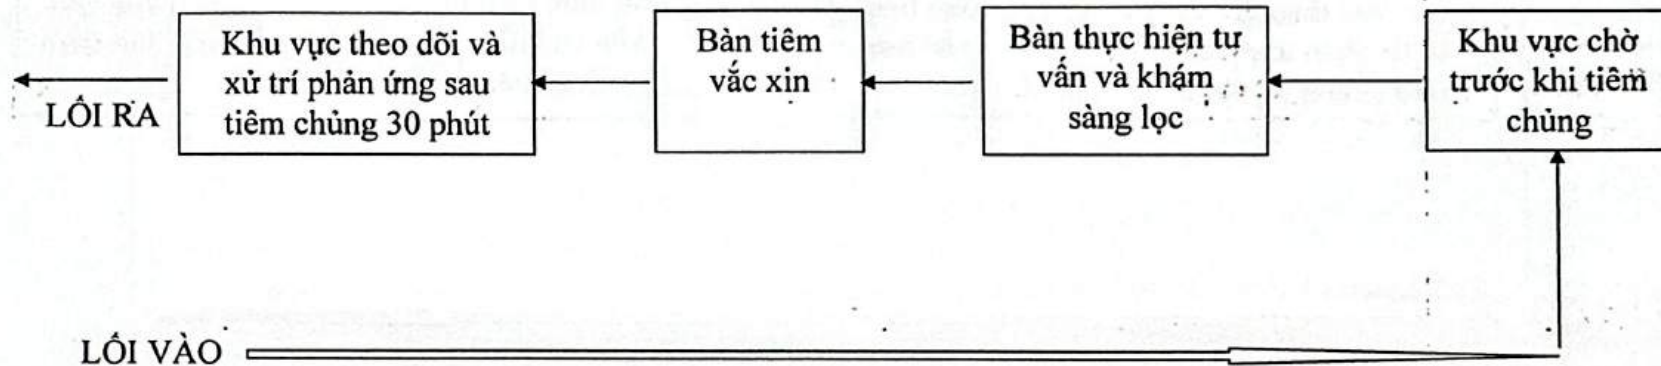 Khu vực theo dõi và
xử trí phản ứng sau
tiêm chủng 30 phút
Bàn tiêm
vắc xin
Bàn thực hiện tư
vấn và khám
sàng lọc
Khu vực chờ
trước khi tiêm
chủng
LỐI RA
LỐI VÀO